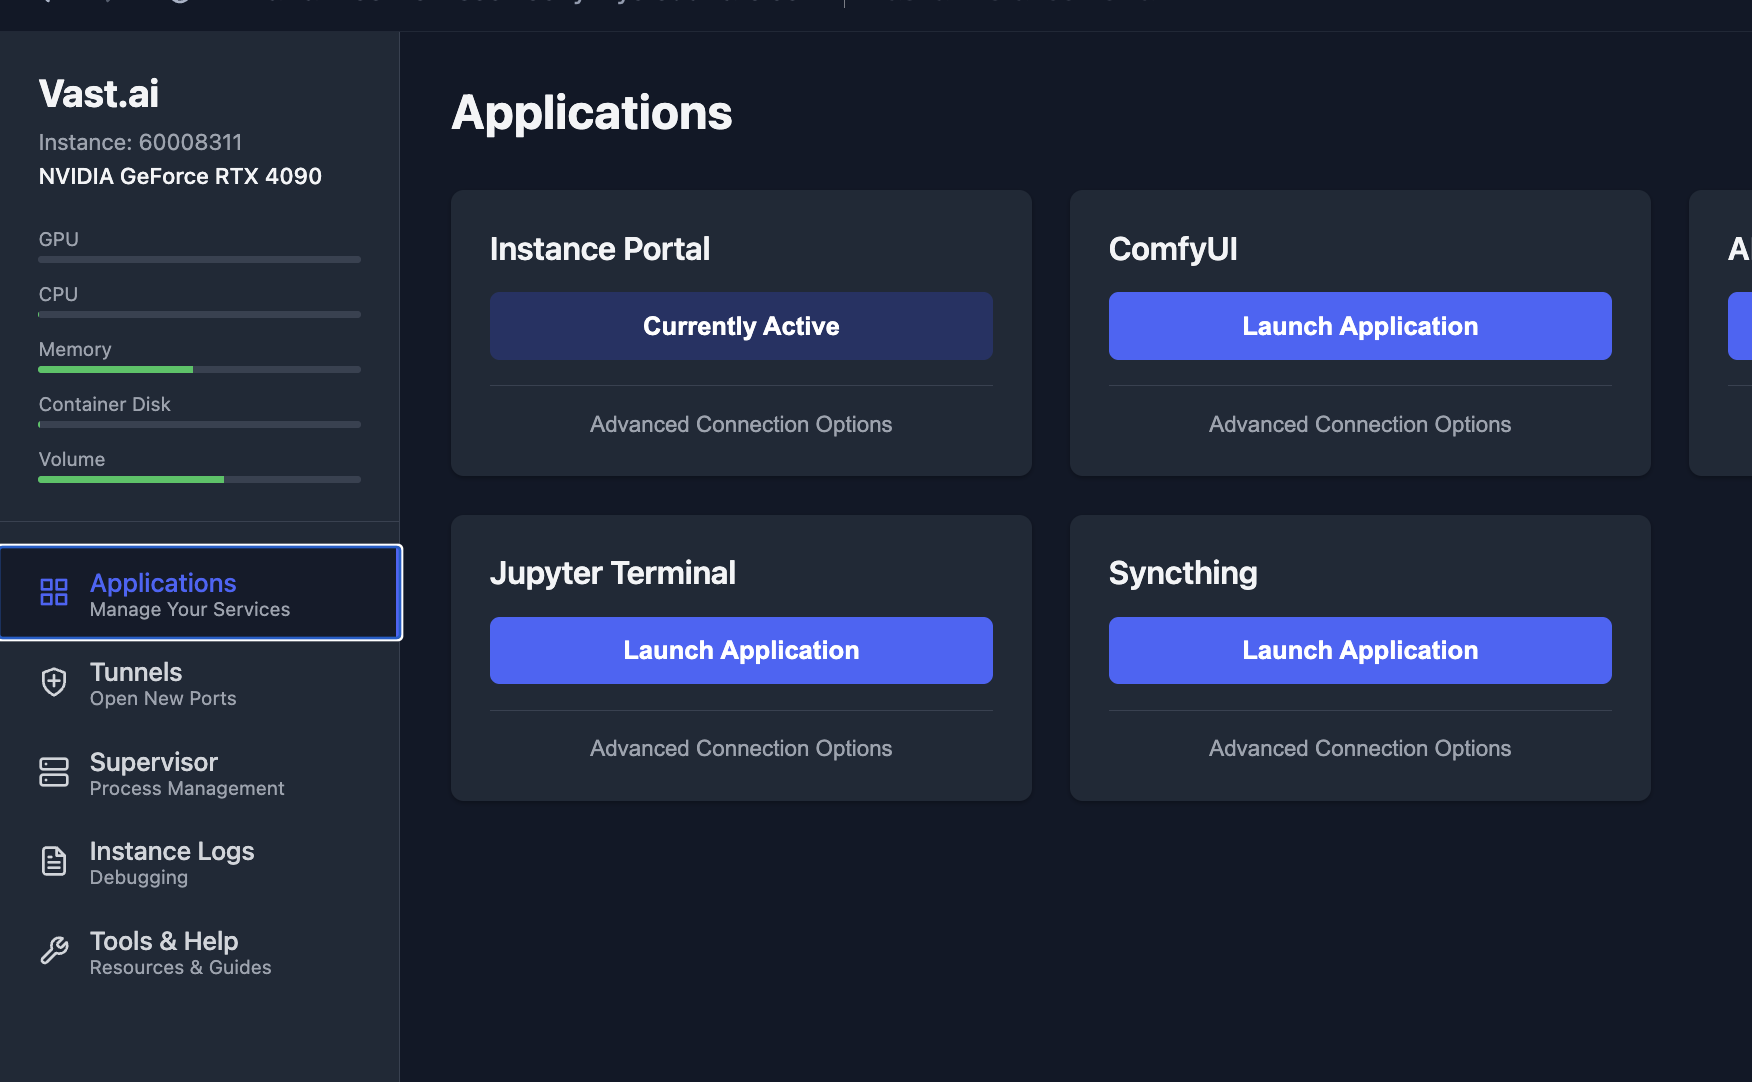 Vast.ai
Instance: 60008311
NVIDIA GeForce RTX 4090
GPU
CPU
Memory
Container Disk
Volume
Applications
Manage Your Services
Tunnels
Open New Ports
Supervisor
Process Management
Instance Logs
Debugging
Tools & Help
Resources & Guides
Applications
Instance Portal
Currently Active
Advanced Connection Options
ComfyUI
Launch Application
Advanced Connection Options
Jupyter Terminal
Launch Application
Advanced Connection Options
Syncthing
Launch Application
Advanced Connection Options